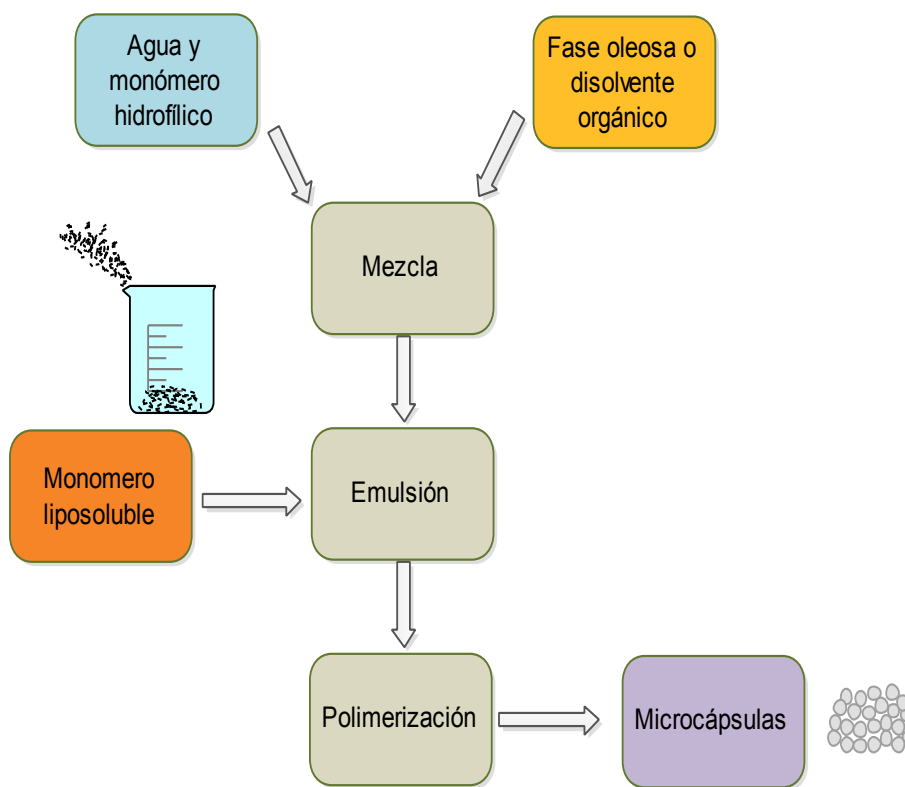 Agua y
monómero
hidrofílico
Fase oleosa o
disolvente
orgánico
Mezcla
Monomero
liposoluble
Emulsión
Polimerización
Microcápsulas